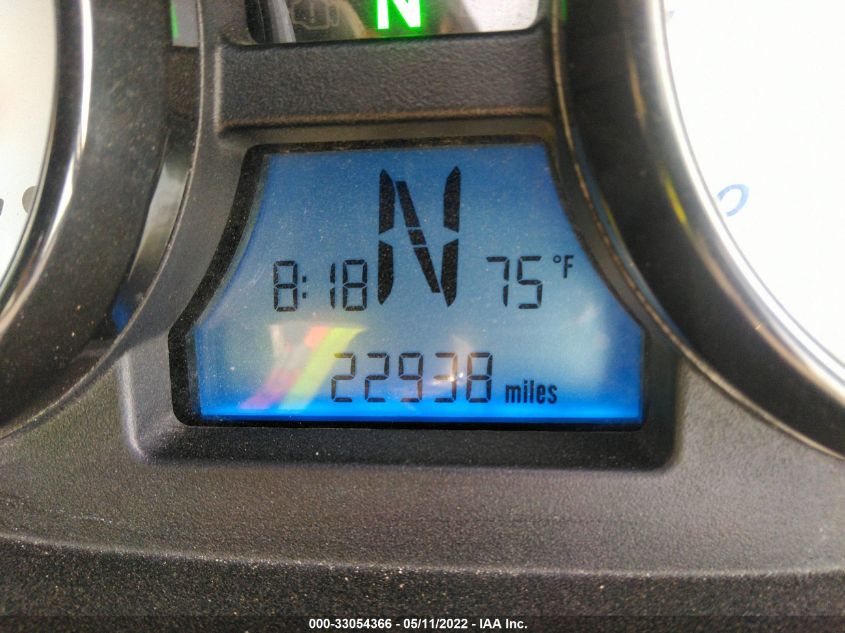 N
N
8:18 75°F
22938 miles
000-33054366 - 05/11/2022 - IAA Inc.